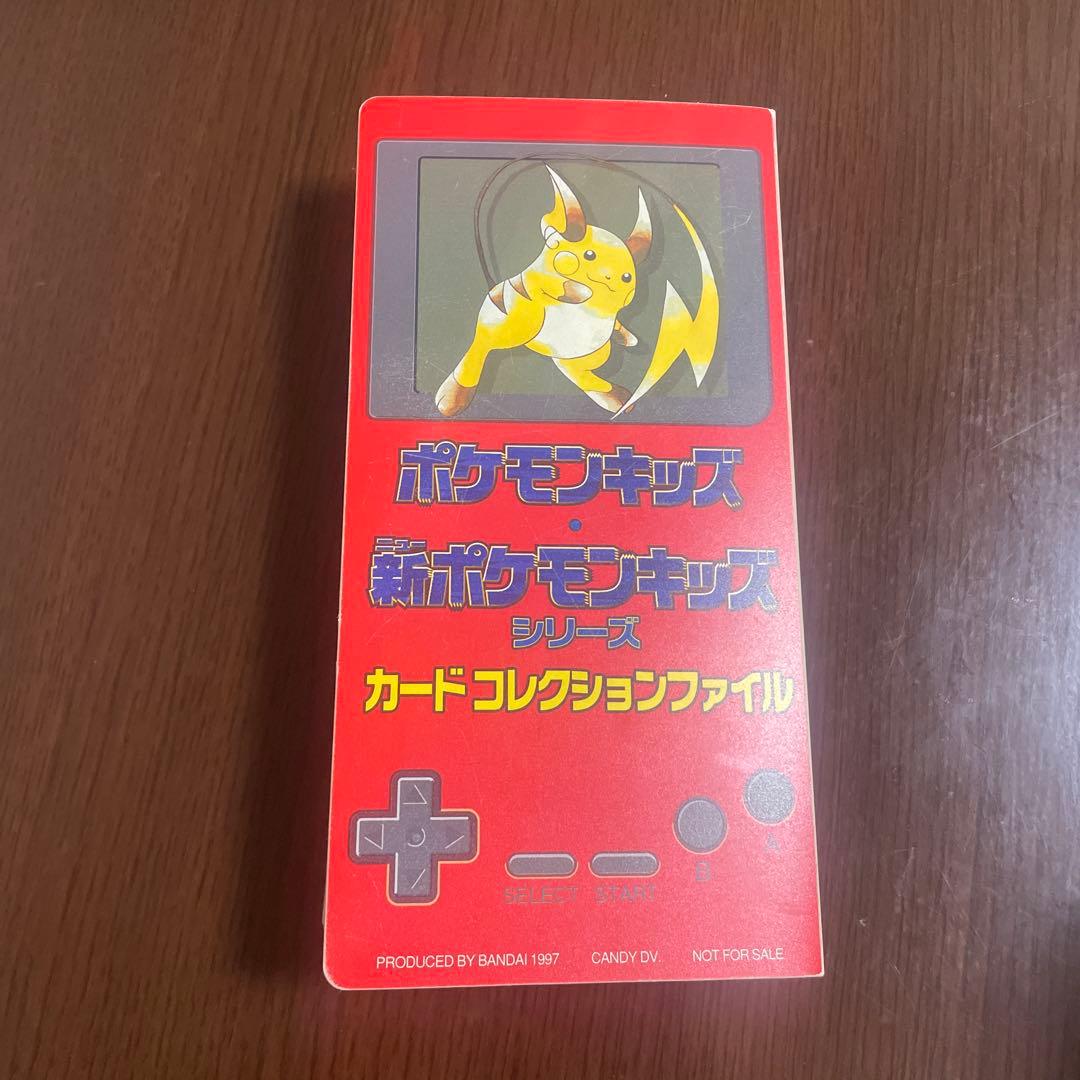 ポケモンキッズ
・
ニュー
新ポケモンキッズ
シリーズ
カードコレクションファイル
A
B
SELECT START
PRODUCED BY BANDAI 1997 CANDY DV. NOT FOR SALE